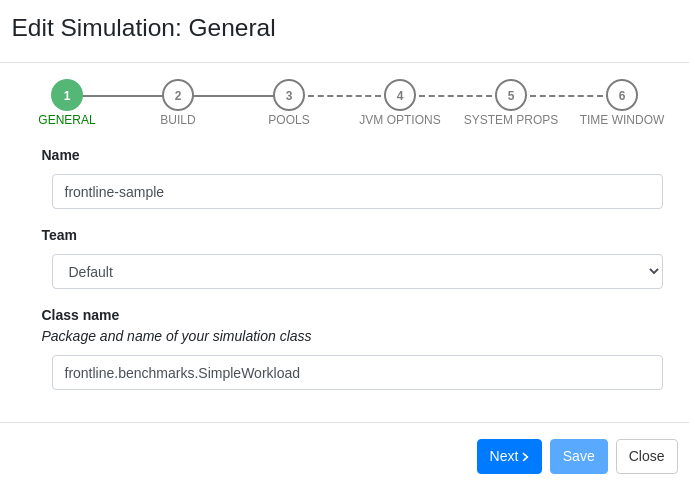 Edit Simulation: General
1 2 3 4 5 6
GENERAL BUILD POOLS JVM OPTIONS SYSTEM PROPS TIME WINDOW
Name
frontline-sample
Team
Default
Class name
Package and name of your simulation class
frontline.benchmarks.SimpleWorkload
Next Save Close